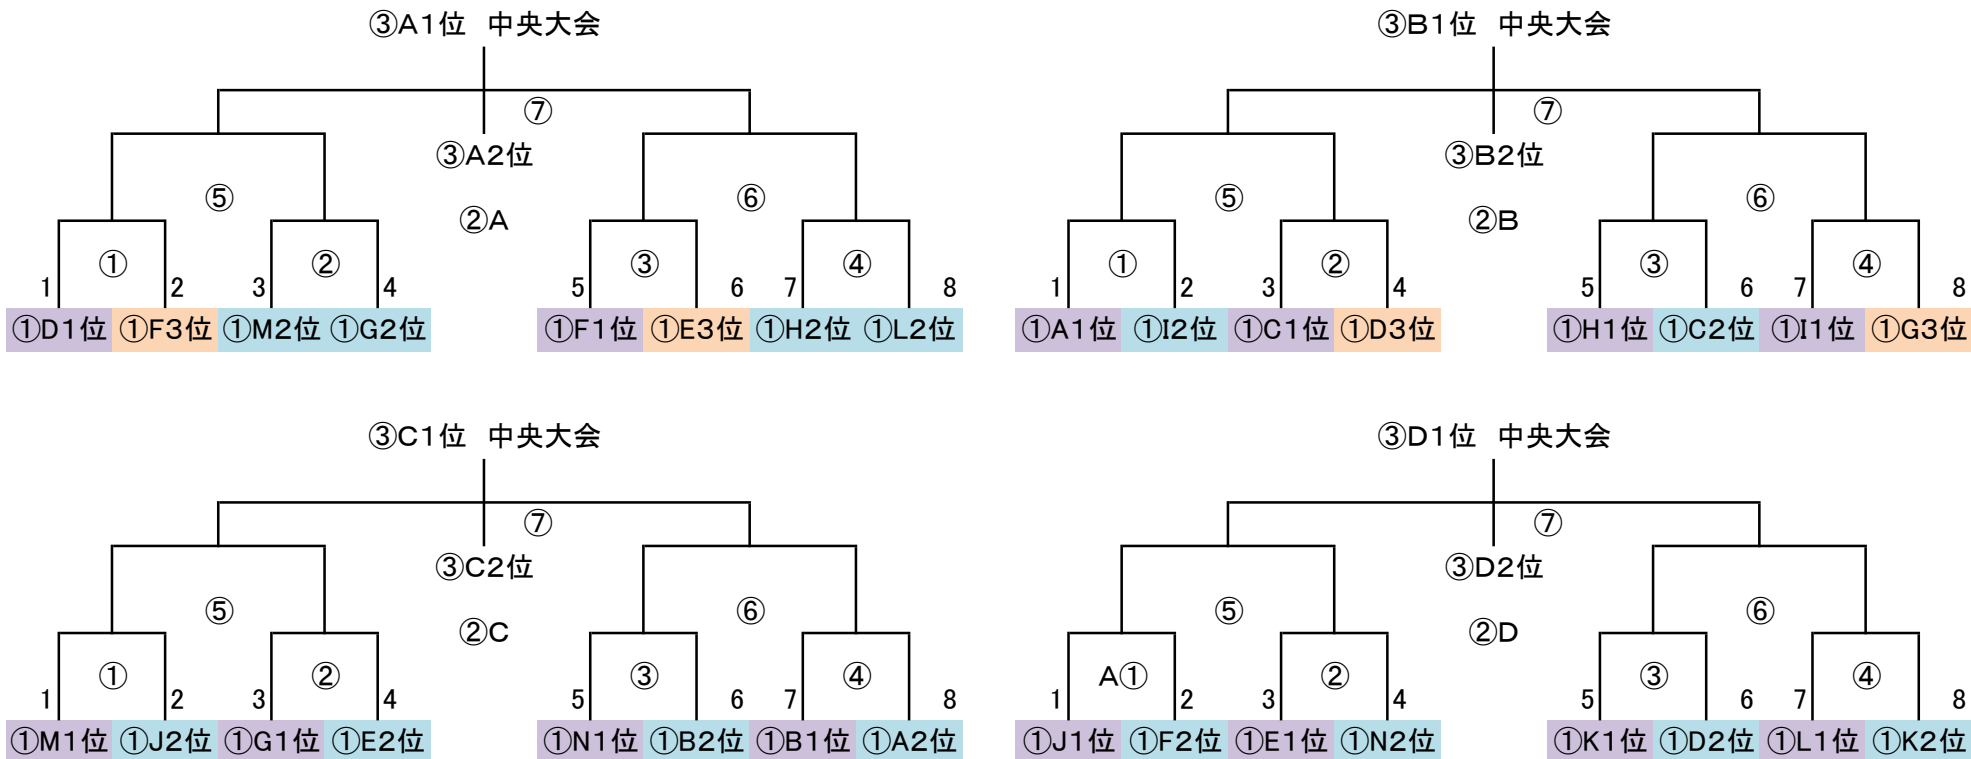 ③A1位　中央大会
⑦
③A2位
⑤
⑥
②A
①
②
③
④
1 2 3 4 5 6 7 8
①D1位 ①F3位 ①M2位 ①G2位 ①F1位 ①E3位 ①H2位 ①L2位
③B1位　中央大会
⑦
③B2位
⑤
⑥
②B
①
②
③
④
1 2 3 4 5 6 7 8
①A1位 ①I2位 ①C1位 ①D3位 ①H1位 ①C2位 ①I1位 ①G3位
③C1位　中央大会
⑦
③C2位
⑤
⑥
②C
①
②
③
④
1 2 3 4 5 6 7 8
①M1位 ①J2位 ①G1位 ①E2位 ①N1位 ①B2位 ①B1位 ①A2位
③D1位　中央大会
⑦
③D2位
⑤
⑥
②D
A①
②
③
④
1 2 3 4 5 6 7 8
①J1位 ①F2位 ①E1位 ①N2位 ①K1位 ①D2位 ①L1位 ①K2位